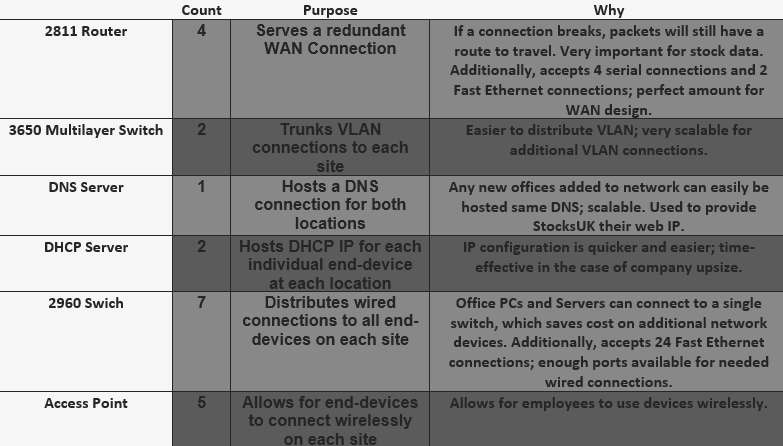 Count Purpose Why
2811 Router 4 Serves a redundant WAN Connection If a connection breaks, packets will still have a
route to travel. Very important for stock data.
Additionally, accepts 4 serial connections and 2
Fast Ethernet connections; perfect amount for
WAN design.
3650 Multilayer Switch 2 Trunks VLAN connections to each site Easier to distribute VLAN; very scalable for
additional VLAN connections.
DNS Server 1 Hosts a DNS connection for both locations Any new offices added to network can easily be
hosted same DNS; scalable. Used to provide
StocksUK their web IP.
DHCP Server 2 Hosts DHCP IP for each individual end-device at each location IP configuration is quicker and easier; time-
effective in the case of company upsize.
2960 Swich 7 Distributes wired connections to all end-devices on each site Office PCs and Servers can connect to a single
switch, which saves cost on additional network
devices. Additionally, accepts 24 Fast Ethernet
connections; enough ports available for needed
wired connections.
Access Point 5 Allows for end-devices to connect wirelessly on each site Allows for employees to use devices wirelessly.